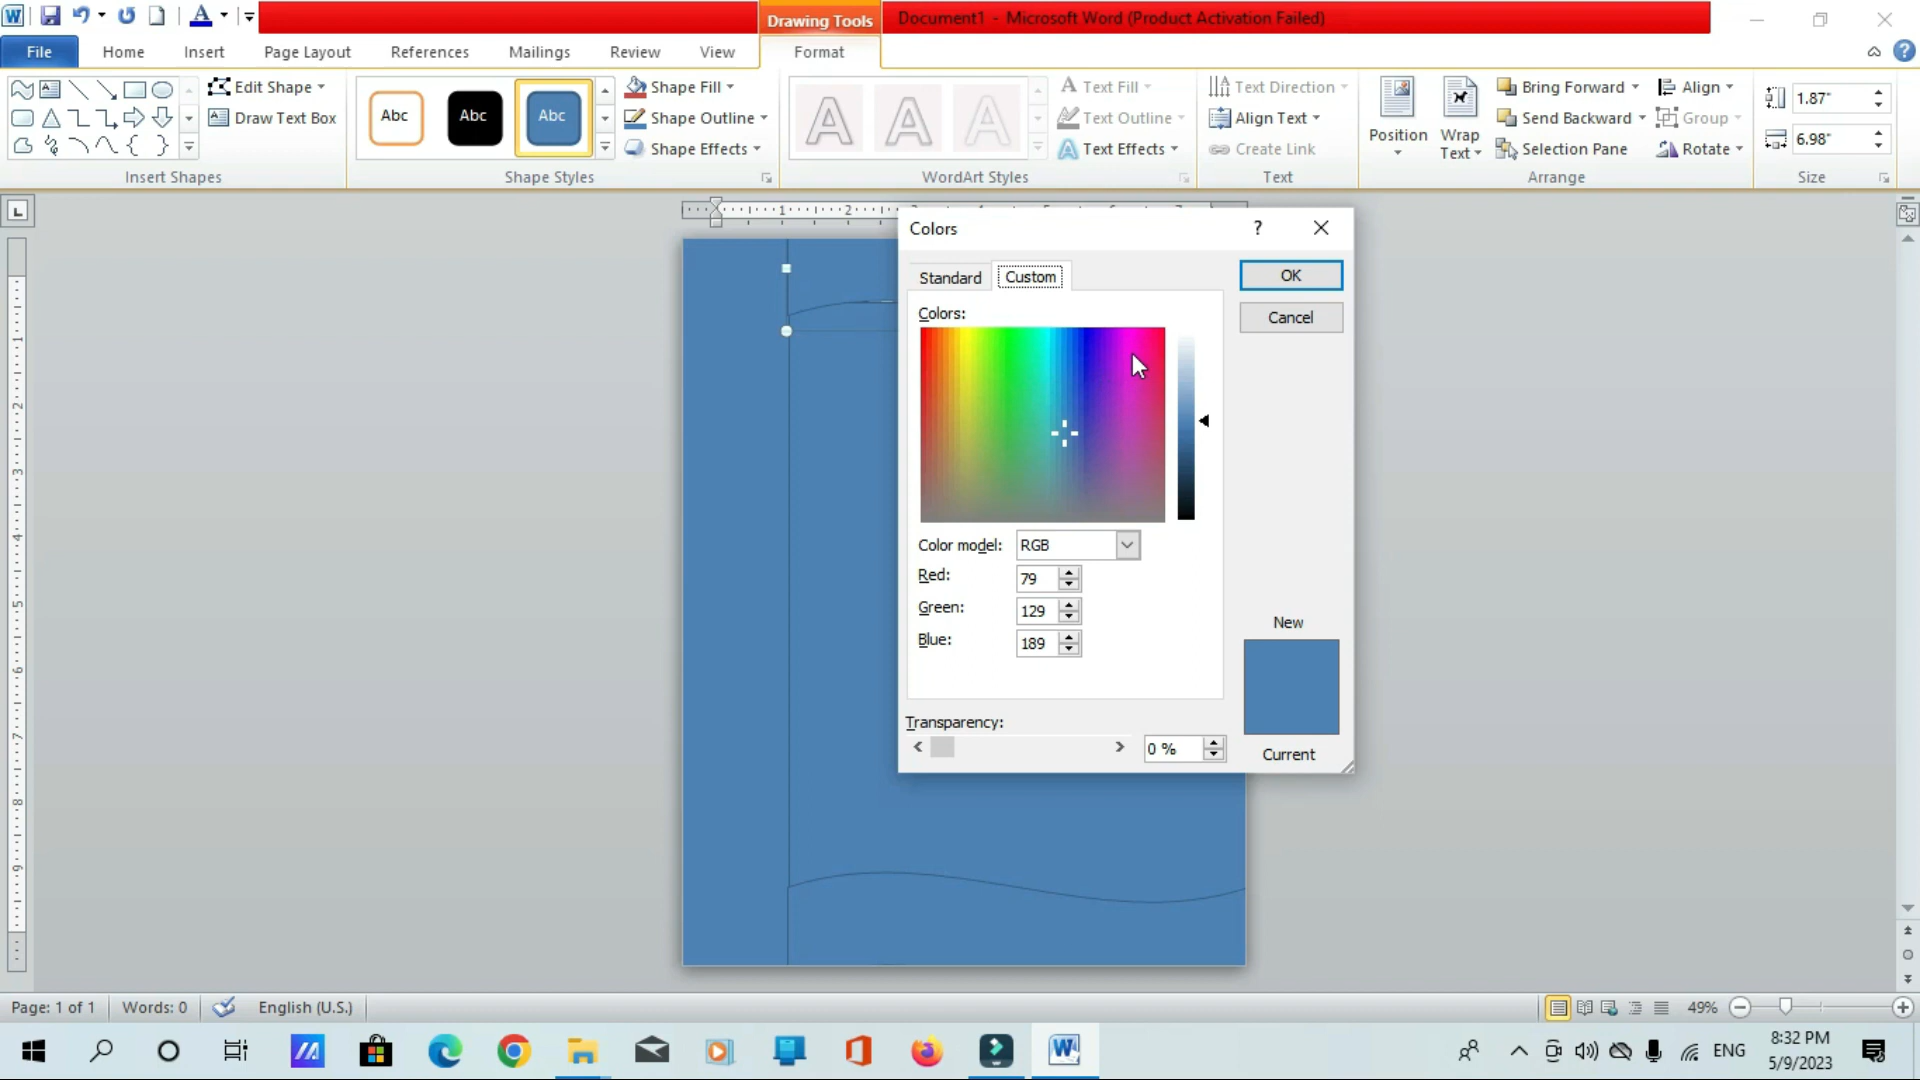 Drawing Tools
Document1 - Microsoft Word (Product Activation Failed)
File Home Insert Page Layout References Mailings Review View Format
Edit Shape
Draw Text Box
Insert Shapes
Abc Abc Abc
Shape Fill
Shape Outline
Shape Effects
Shape Styles
Text Fill
Text Outline
Text Effects
WordArt Styles
Text Direction
Align Text
Create Link
Text
Position
Wrap Text
Bring Forward
Send Backward
Selection Pane
Align
Group
Rotate
Arrange
1.87"
6.98"
Size
Colors
Standard Custom
OK
Cancel
Colors:
Color model: RGB
Red: 79
Green: 129
Blue: 189
New
Current
Transparency:
0 %
Page: 1 of 1 Words: 0 English (U.S.) 49%
ENG
8:32 PM
5/9/2023